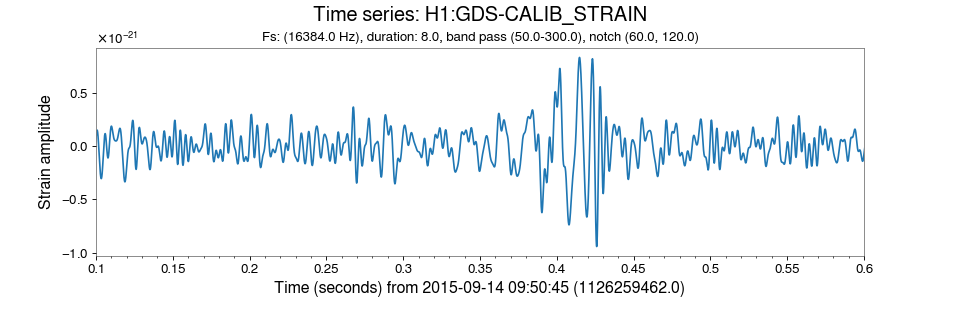 Time series: H1:GDS-CALIB_STRAIN
×10−21
Fs: (16384.0 Hz), duration: 8.0, band pass (50.0-300.0), notch (60.0, 120.0)
Strain amplitude
0.5
0.0
−0.5
−1.0
0.1 0.15 0.2 0.25 0.3 0.35 0.4 0.45 0.5 0.55 0.6
Time (seconds) from 2015-09-14 09:50:45 (1126259462.0)